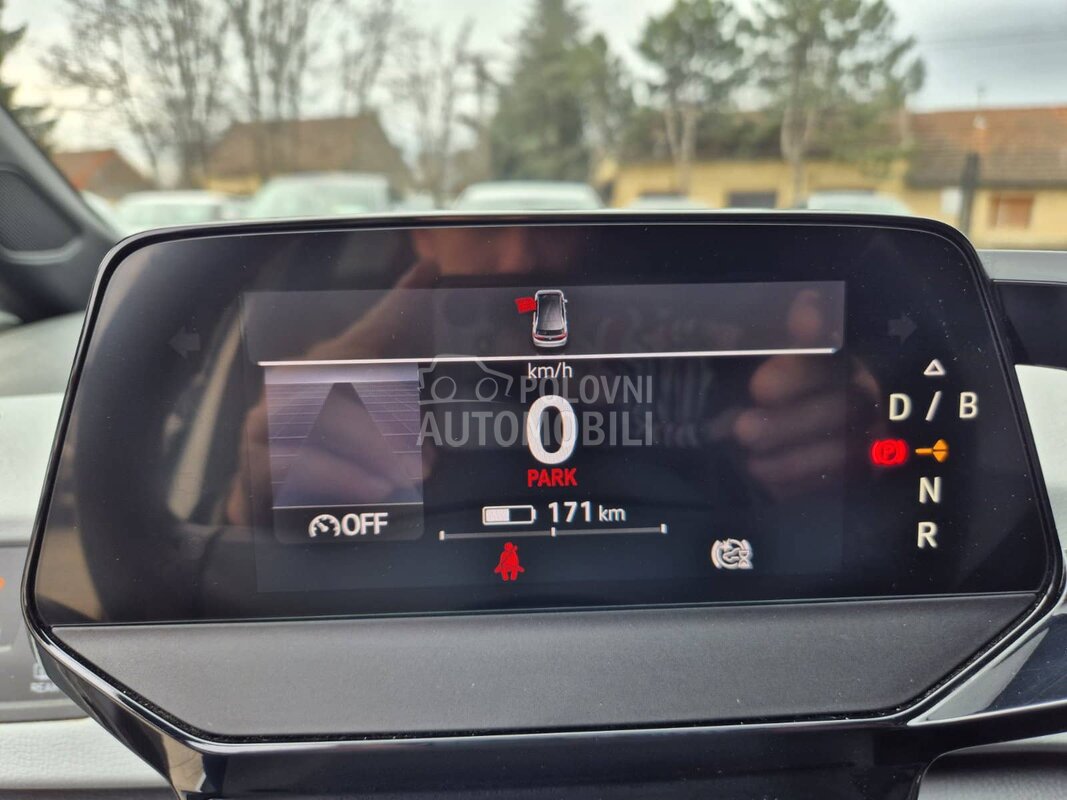 km/h
POLOVNI
AUTOMOBILI
0
PARK
D / B
P
N
R
OFF
171 km